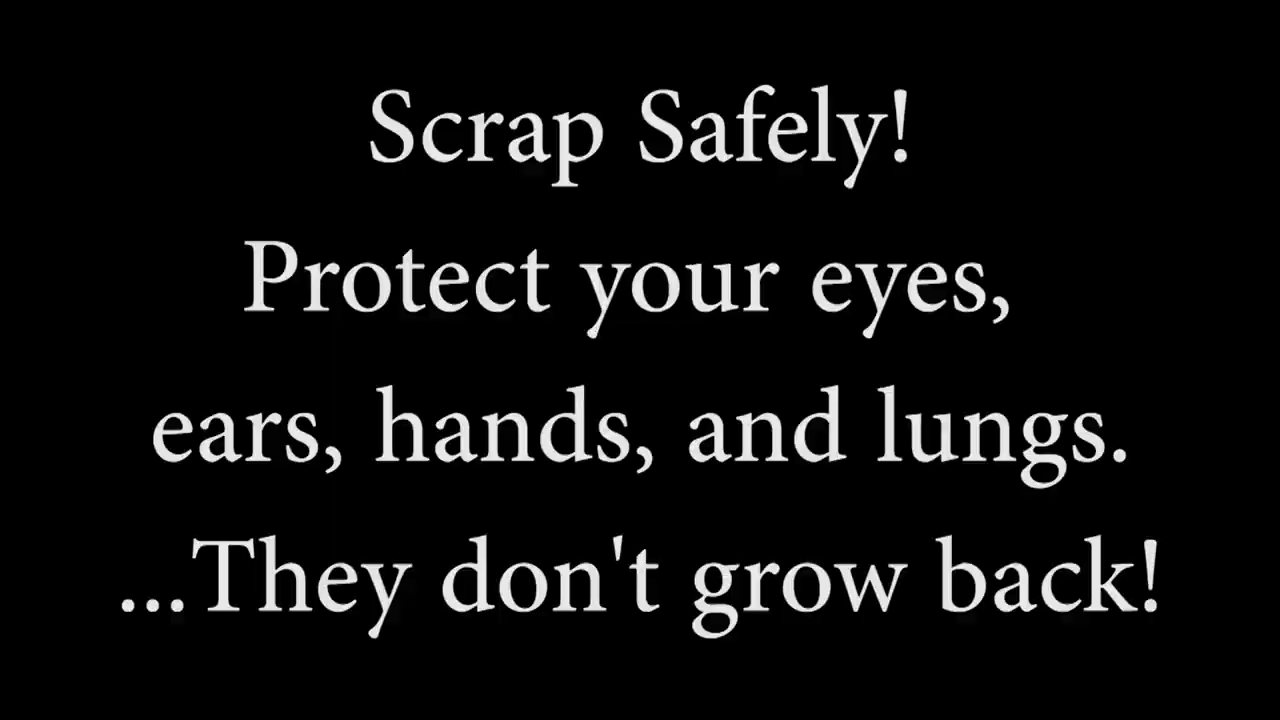 Scrap Safely!
Protect your eyes,
ears, hands, and lungs.
...They don't grow back!